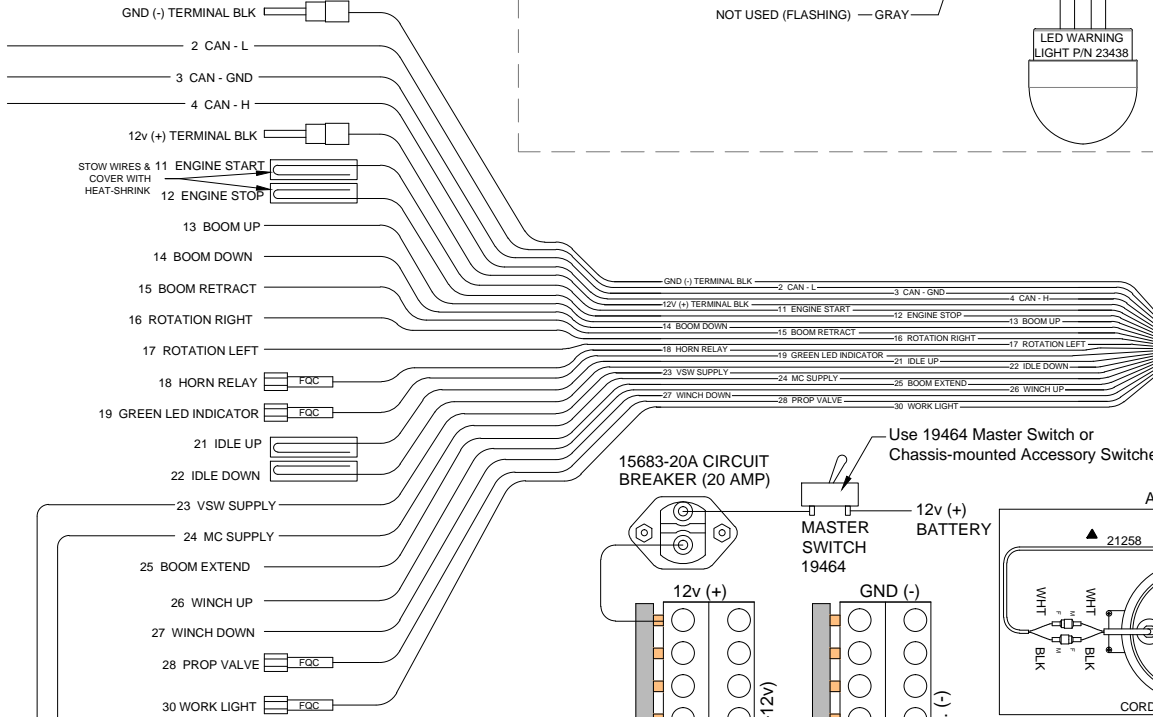 GND (-) TERMINAL BLK
2 CAN - L
3 CAN - GND
4 CAN - H
12v (+) TERMINAL BLK
STOW WIRES &
COVER WITH
HEAT-SHRINK
11 ENGINE START
12 ENGINE STOP
13 BOOM UP
14 BOOM DOWN
15 BOOM RETRACT
16 ROTATION RIGHT
17 ROTATION LEFT
18 HORN RELAY
FQC
19 GREEN LED INDICATOR
FQC
21 IDLE UP
22 IDLE DOWN
23 VSW SUPPLY
24 MC SUPPLY
25 BOOM EXTEND
26 WINCH UP
27 WINCH DOWN
28 PROP VALVE
FQC
30 WORK LIGHT
FQC
NOT USED (FLASHING)
GRAY
LED WARNING
LIGHT P/N 23438
GND (-) TERMINAL BLK
2 CAN - L
3 CAN - GND
4 CAN - H
12V (+) TERMINAL BLK
11 ENGINE START
12 ENGINE STOP
13 BOOM UP
14 BOOM DOWN
15 BOOM RETRACT
16 ROTATION RIGHT
17 ROTATION LEFT
18 HORN RELAY
19 GREEN LED INDICATOR
21 IDLE UP
22 IDLE DOWN
23 VSW SUPPLY
24 MC SUPPLY
25 BOOM EXTEND
26 WINCH UP
27 WINCH DOWN
28 PROP VALVE
30 WORK LIGHT
15683-20A CIRCUIT
BREAKER (20 AMP)
Use 19464 Master Switch or
Chassis-mounted Accessory Switche
MASTER
SWITCH
19464
12v (+)
BATTERY
12v (+)
GND (-)
12v)
(-)
A
21258
WHT
WHT
F
M
M
F
BLK
BLK
CORD